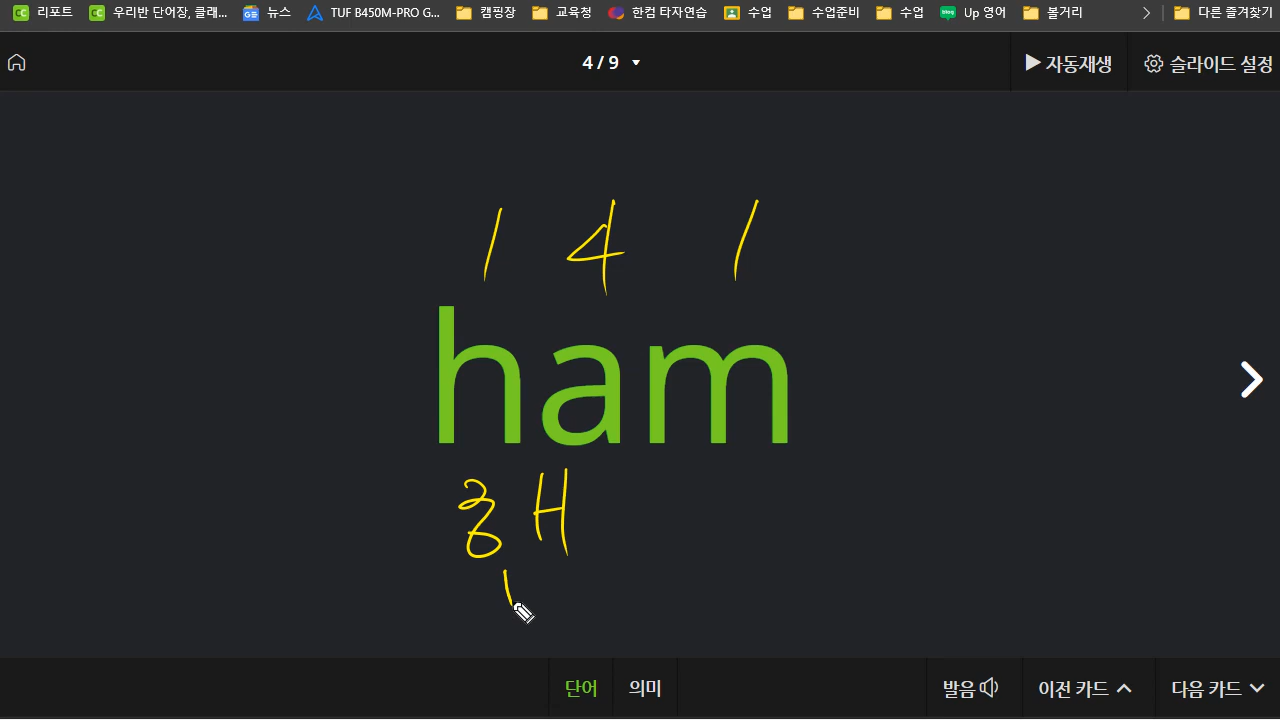 리포트 우리반 단어장, 클래... 뉴스 TUF B450M-PRO G... 캠핑장 교육청 한컴 타자연습 수업 수업준비 수업 Up 영어 볼거리 다른 즐겨찾기
4 / 9 자동재생 슬라이드 설정
1 4 1
ham
ㅎㅐ
단어 의미 발음 이전 카드 다음 카드